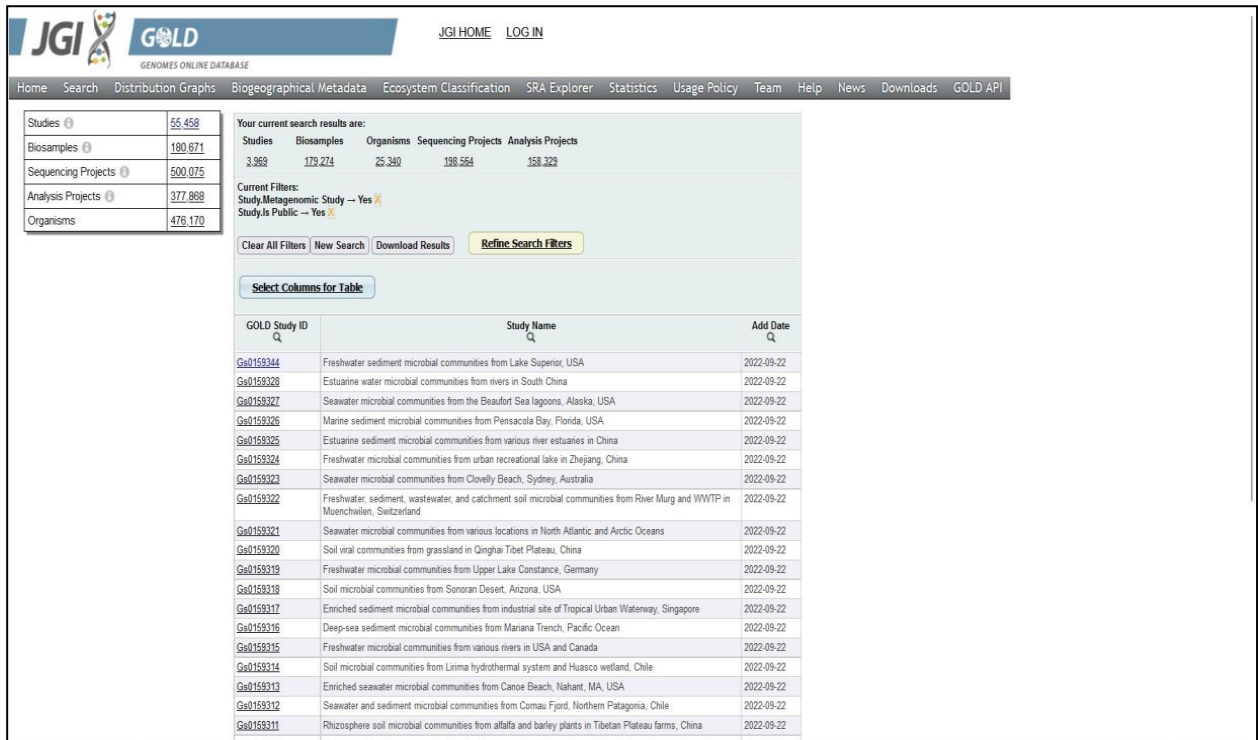 JGI
GOLD
GENOMES ONLINE DATABASE
JGI HOME LOG IN
Home Search Distribution Graphs Biogeographical Metadata Ecosystem Classification SRA Explorer Statistics Usage Policy Team Help News Downloads GOLD API
Studies 55,458
Biosamples 180,671
Sequencing Projects 500,075
Analysis Projects 377,868
Organisms 476,170
Your current search results are:
Studies Biosamples Organisms Sequencing Projects Analysis Projects
3,969 179,274 25,340 198,564 158,329
Current Filters:
Study.Metagenomic Study → Yes X
Study.Is Public → Yes X
Clear All Filters New Search Download Results Refine Search Filters
Select Columns for Table
GOLD Study ID Study Name Add Date
Gs0159344 Freshwater sediment microbial communities from Lake Superior, USA 2022-09-22
Gs0159328 Estuarine water microbial communities from rivers in South China 2022-09-22
Gs0159327 Seawater microbial communities from the Beaufort Sea lagoons, Alaska, USA 2022-09-22
Gs0159326 Marine sediment microbial communities from Pensacola Bay, Florida, USA 2022-09-22
Gs0159325 Estuarine sediment microbial communities from various river estuaries in China 2022-09-22
Gs0159324 Freshwater microbial communities from urban recreational lake in Zhejiang, China 2022-09-22
Gs0159323 Seawater microbial communities from Clovelly Beach, Sydney, Australia 2022-09-22
Gs0159322 Freshwater, sediment, wastewater, and catchment soil microbial communities from River Murg and WWTP in 2022-09-22
Muenchwilen, Switzerland
Gs0159321 Seawater microbial communities from various locations in North Atlantic and Arctic Oceans 2022-09-22
Gs0159320 Soil viral communities from grassland in Qinghai Tibet Plateau, China 2022-09-22
Gs0159319 Freshwater microbial communities from Upper Lake Constance, Germany 2022-09-22
Gs0159318 Soil microbial communities from Sonoran Desert, Arizona, USA 2022-09-22
Gs0159317 Enriched sediment microbial communities from industrial site of Tropical Urban Waterway, Singapore 2022-09-22
Gs0159316 Deep-sea sediment microbial communities from Mariana Trench, Pacific Ocean 2022-09-22
Gs0159315 Freshwater microbial communities from various rivers in USA and Canada 2022-09-22
Gs0159314 Soil microbial communities from Lirima hydrothermal system and Huasco wetland, Chile 2022-09-22
Gs0159313 Enriched seawater microbial communities from Canoe Beach, Nahant, MA, USA 2022-09-22
Gs0159312 Seawater and sediment microbial communities from Comau Fjord, Northern Patagonia, Chile 2022-09-22
Gs0159311 Rhizosphere soil microbial communities from alfalfa and barley plants in Tibetan Plateau farms, China 2022-09-22